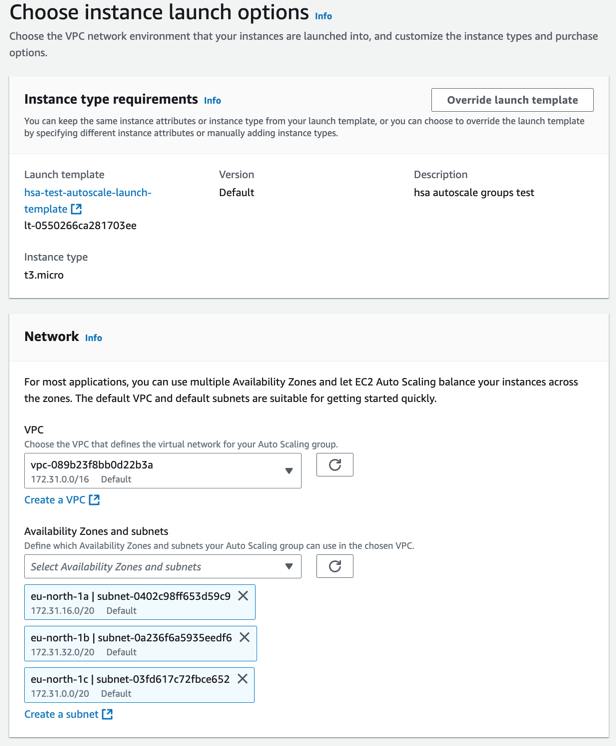 Choose instance launch options Info
Choose the VPC network environment that your instances are launched into, and customize the instance types and purchase
options.
Instance type requirements Info
Override launch template
You can keep the same instance attributes or instance type from your launch template, or you can choose to override the launch template
by specifying different instance attributes or manually adding instance types.
Launch template
Version
Description
hsa-test-autoscale-launch-
template
Default
hsa autoscale groups test
lt-0550266ca281703ee
Instance type
t3.micro
Network Info
For most applications, you can use multiple Availability Zones and let EC2 Auto Scaling balance your instances across
the zones. The default VPC and default subnets are suitable for getting started quickly.
VPC
Choose the VPC that defines the virtual network for your Auto Scaling group.
vpc-089b23f8bb0d22b3a
172.31.0.0/16 Default
Create a VPC
Availability Zones and subnets
Define which Availability Zones and subnets your Auto Scaling group can use in the chosen VPC.
Select Availability Zones and subnets
eu-north-1a | subnet-0402c98ff653d59c9
172.31.16.0/20 Default
eu-north-1b | subnet-0a236f6a5935eedf6
172.31.32.0/20 Default
eu-north-1c | subnet-03fd617c72fbce652
172.31.0.0/20 Default
Create a subnet